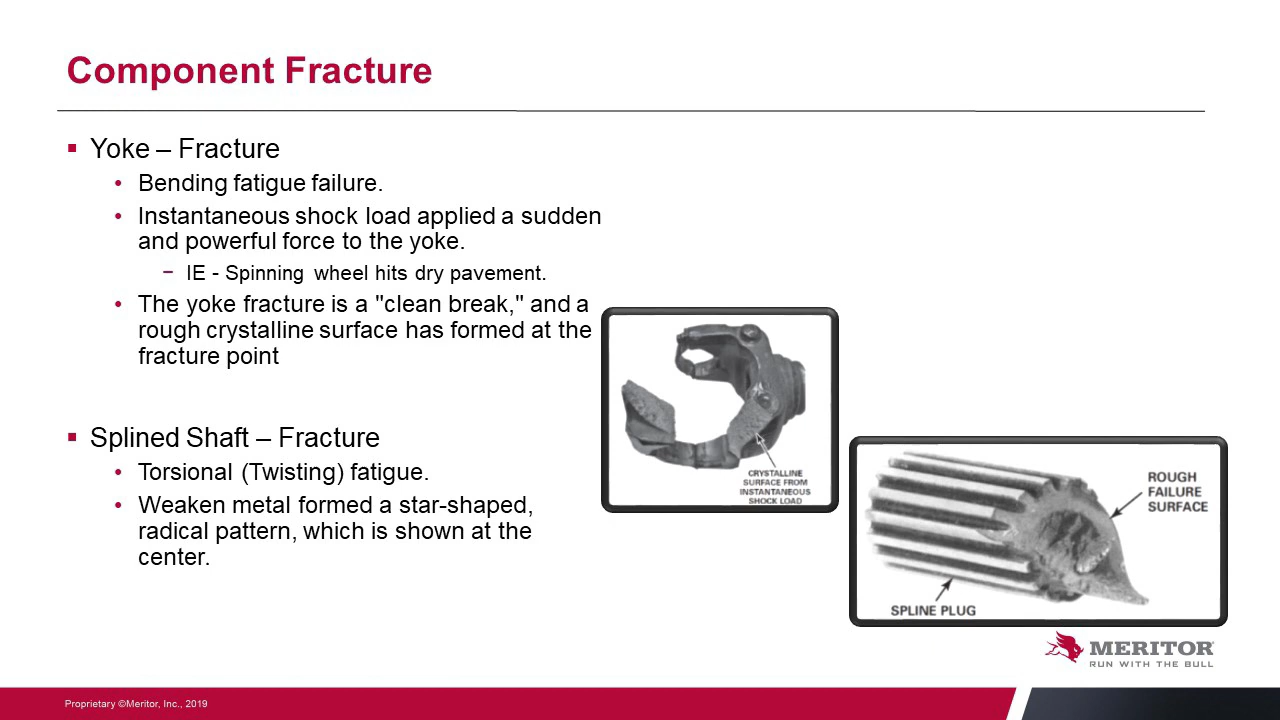 Component Fracture
Yoke – Fracture
Bending fatigue failure.
Instantaneous shock load applied a sudden
and powerful force to the yoke.
− IE - Spinning wheel hits dry pavement.
The yoke fracture is a "clean break," and a
rough crystalline surface has formed at the
fracture point
CRYSTALLINE
SURFACE FROM
INSTANTANEOUS
SHOCK LOAD
Splined Shaft – Fracture
Torsional (Twisting) fatigue.
Weaken metal formed a star-shaped,
radical pattern, which is shown at the
center.
ROUGH
FAILURE
SURFACE
SPLINE PLUG
MERITOR
RUN WITH THE BULL
Proprietary ©Meritor, Inc., 2019